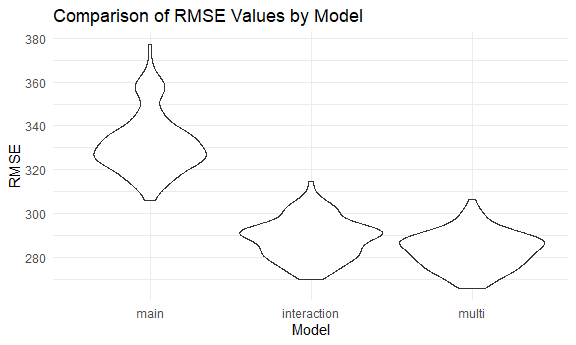 Comparison of RMSE Values by Model
380
360
340
320
300
280
RMSE
main interaction multi
Model